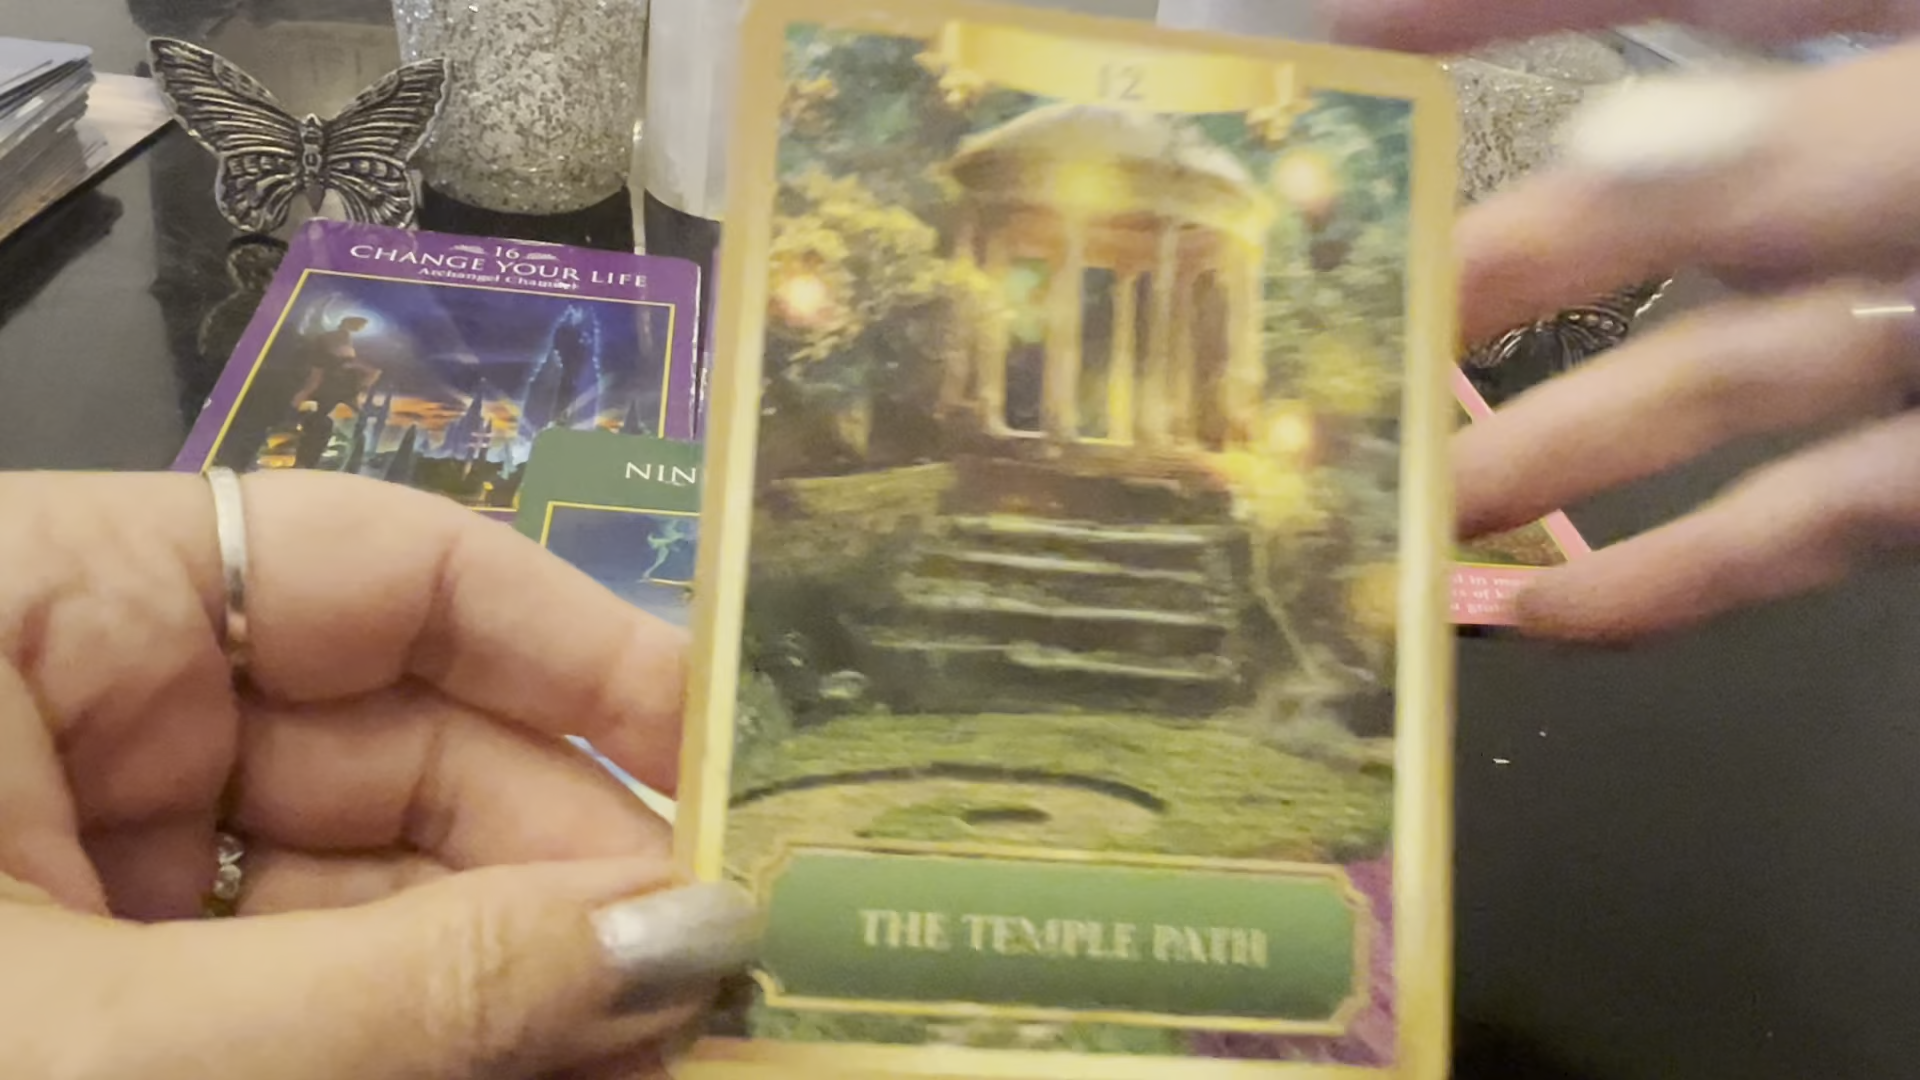 12
THE TEMPLE PATH
16
CHANGE YOUR LIFE
Archangel Chamuel
NIN